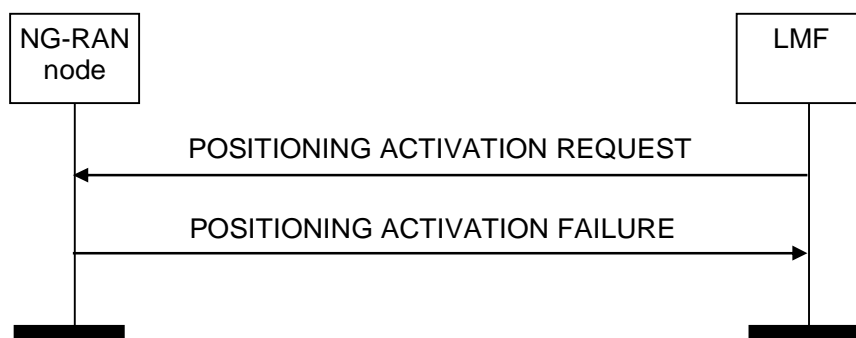 NG-RAN
node
LMF
POSITIONING ACTIVATION REQUEST
POSITIONING ACTIVATION FAILURE